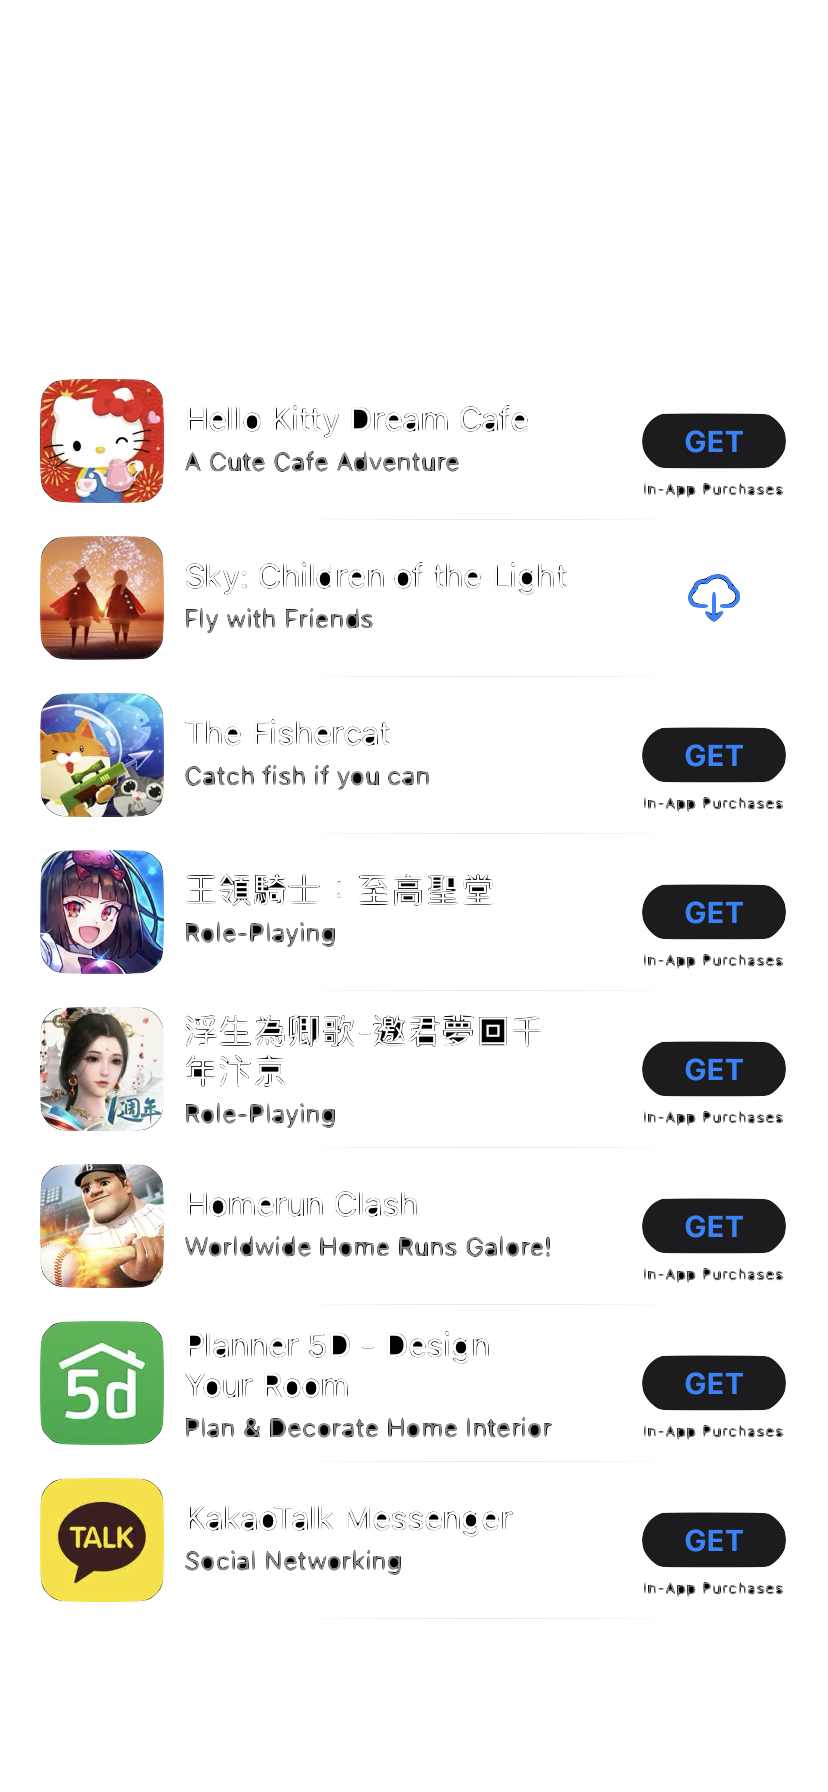 Hello Kitty Dream Cafe
A Cute Cafe Adventure
GET
In-App Purchases
Sky: Children of the Light
Fly with Friends
The Fishercat
Catch fish if you can
GET
In-App Purchases
王領騎士：至高聖堂
Role-Playing
GET
In-App Purchases
1週年
浮生為卿歌-邀君夢回千
年汴京
Role-Playing
GET
In-App Purchases
B
Homerun Clash
Worldwide Home Runs Galore!
GET
In-App Purchases
5d
Planner 5D - Design
Your Room
Plan & Decorate Home Interior
GET
In-App Purchases
TALK
KakaoTalk Messenger
Social Networking
GET
In-App Purchases